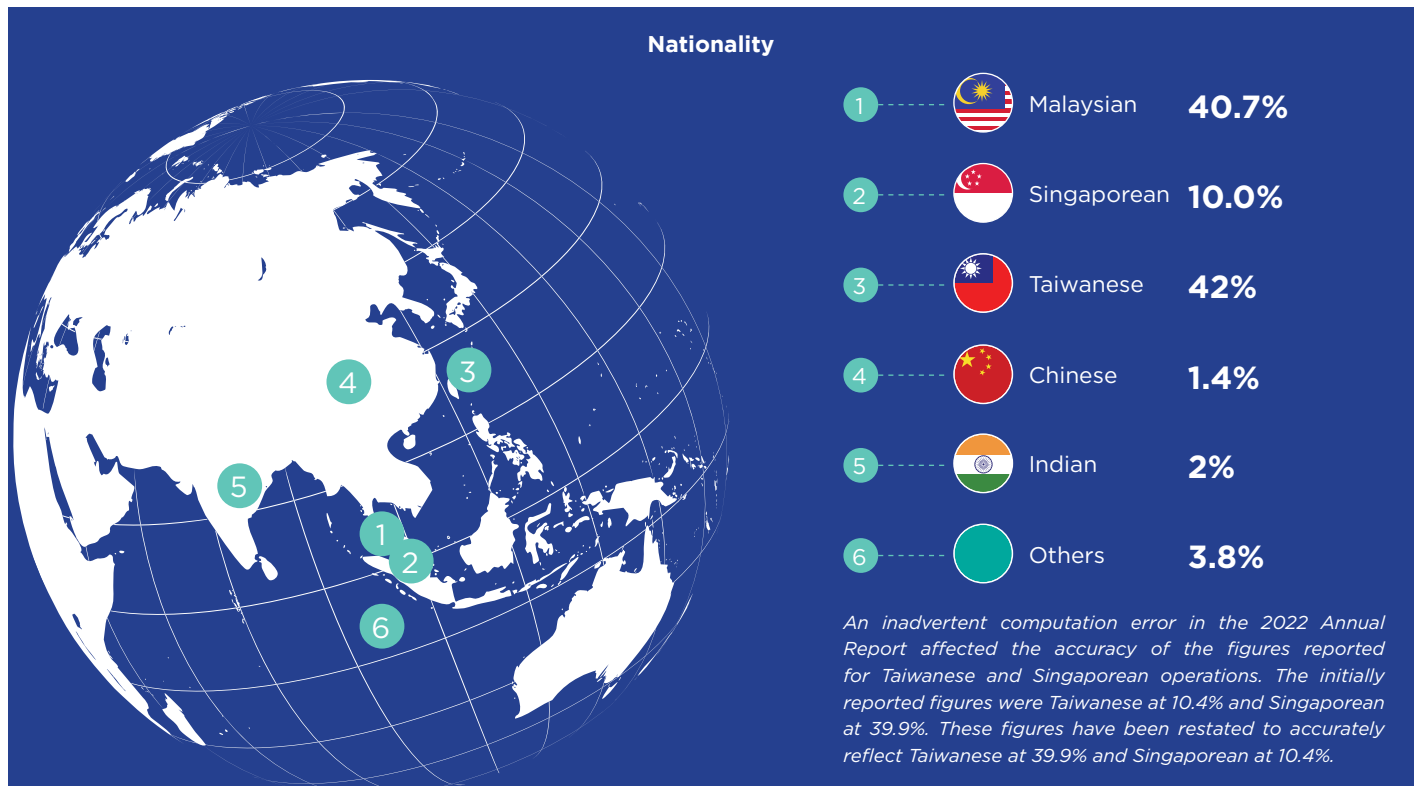 Nationality
1 Malaysian 40.7%
2 Singaporean 10.0%
3 Taiwanese 42%
4 Chinese 1.4%
5 Indian 2%
6 Others 3.8%
3
4
5
1
2
6
An inadvertent computation error in the 2022 Annual
Report affected the accuracy of the figures reported
for Taiwanese and Singaporean operations. The initially
reported figures were Taiwanese at 10.4% and Singaporean
at 39.9%. These figures have been restated to accurately
reflect Taiwanese at 39.9% and Singaporean at 10.4%.